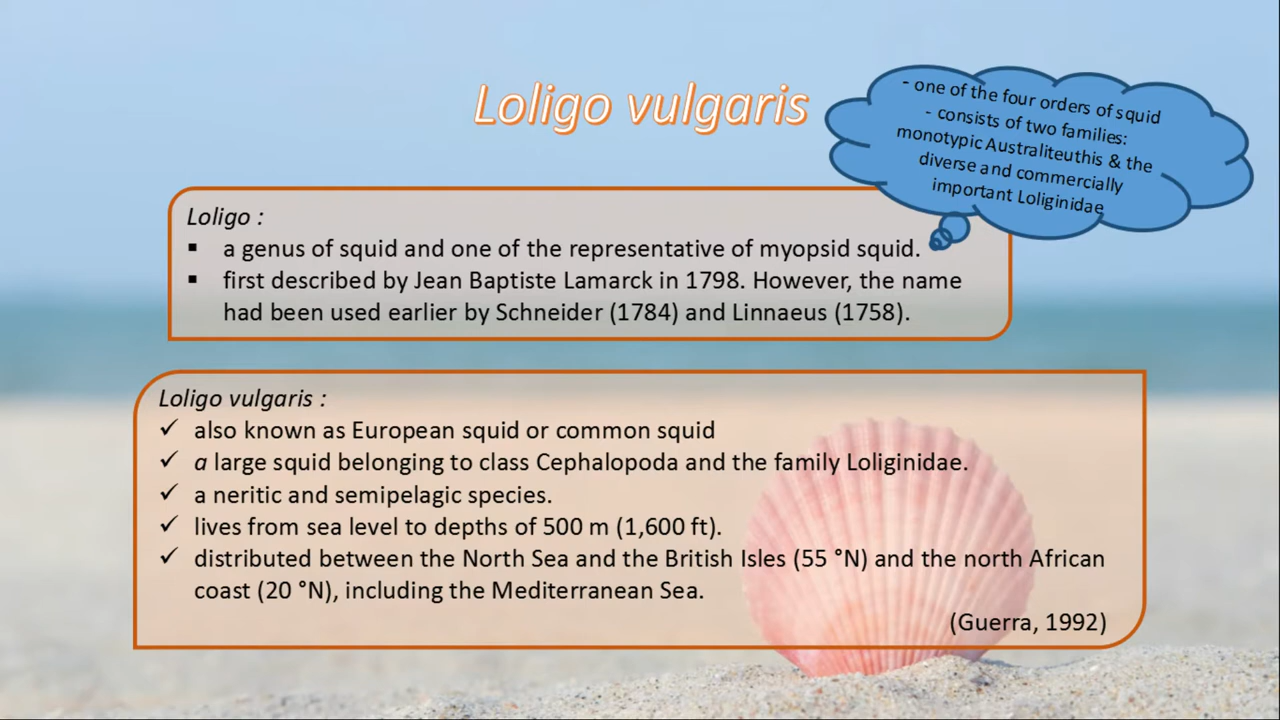 Loligo vulgaris
- one of the four orders of squid
- consists of two families:
monotypic Australiteuthis & the
diverse and commercially
important Loliginidae
Loligo :
▪ a genus of squid and one of the representative of myopsid squid.
▪ first described by Jean Baptiste Lamarck in 1798. However, the name
had been used earlier by Schneider (1784) and Linnaeus (1758).
Loligo vulgaris :
✓ also known as European squid or common squid
✓ a large squid belonging to class Cephalopoda and the family Loliginidae.
✓ a neritic and semipelagic species.
✓ lives from sea level to depths of 500 m (1,600 ft).
✓ distributed between the North Sea and the British Isles (55 °N) and the north African
coast (20 °N), including the Mediterranean Sea.
(Guerra, 1992)